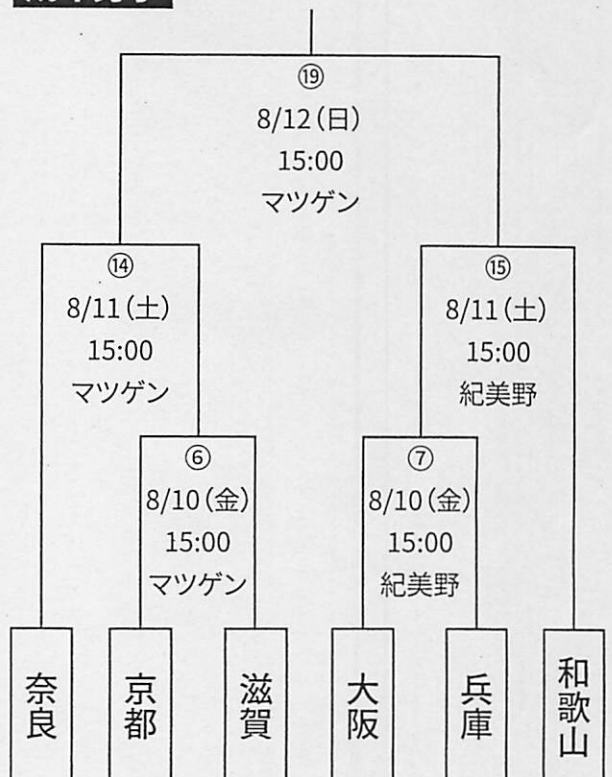 ⑲
8/12(日)
15:00
マツゲン
⑭
8/11(土)
15:00
マツゲン
⑮
8/11(土)
15:00
紀美野
⑥
8/10(金)
15:00
マツゲン
⑦
8/10(金)
15:00
紀美野
奈良
京都
滋賀
大阪
兵庫
和歌山